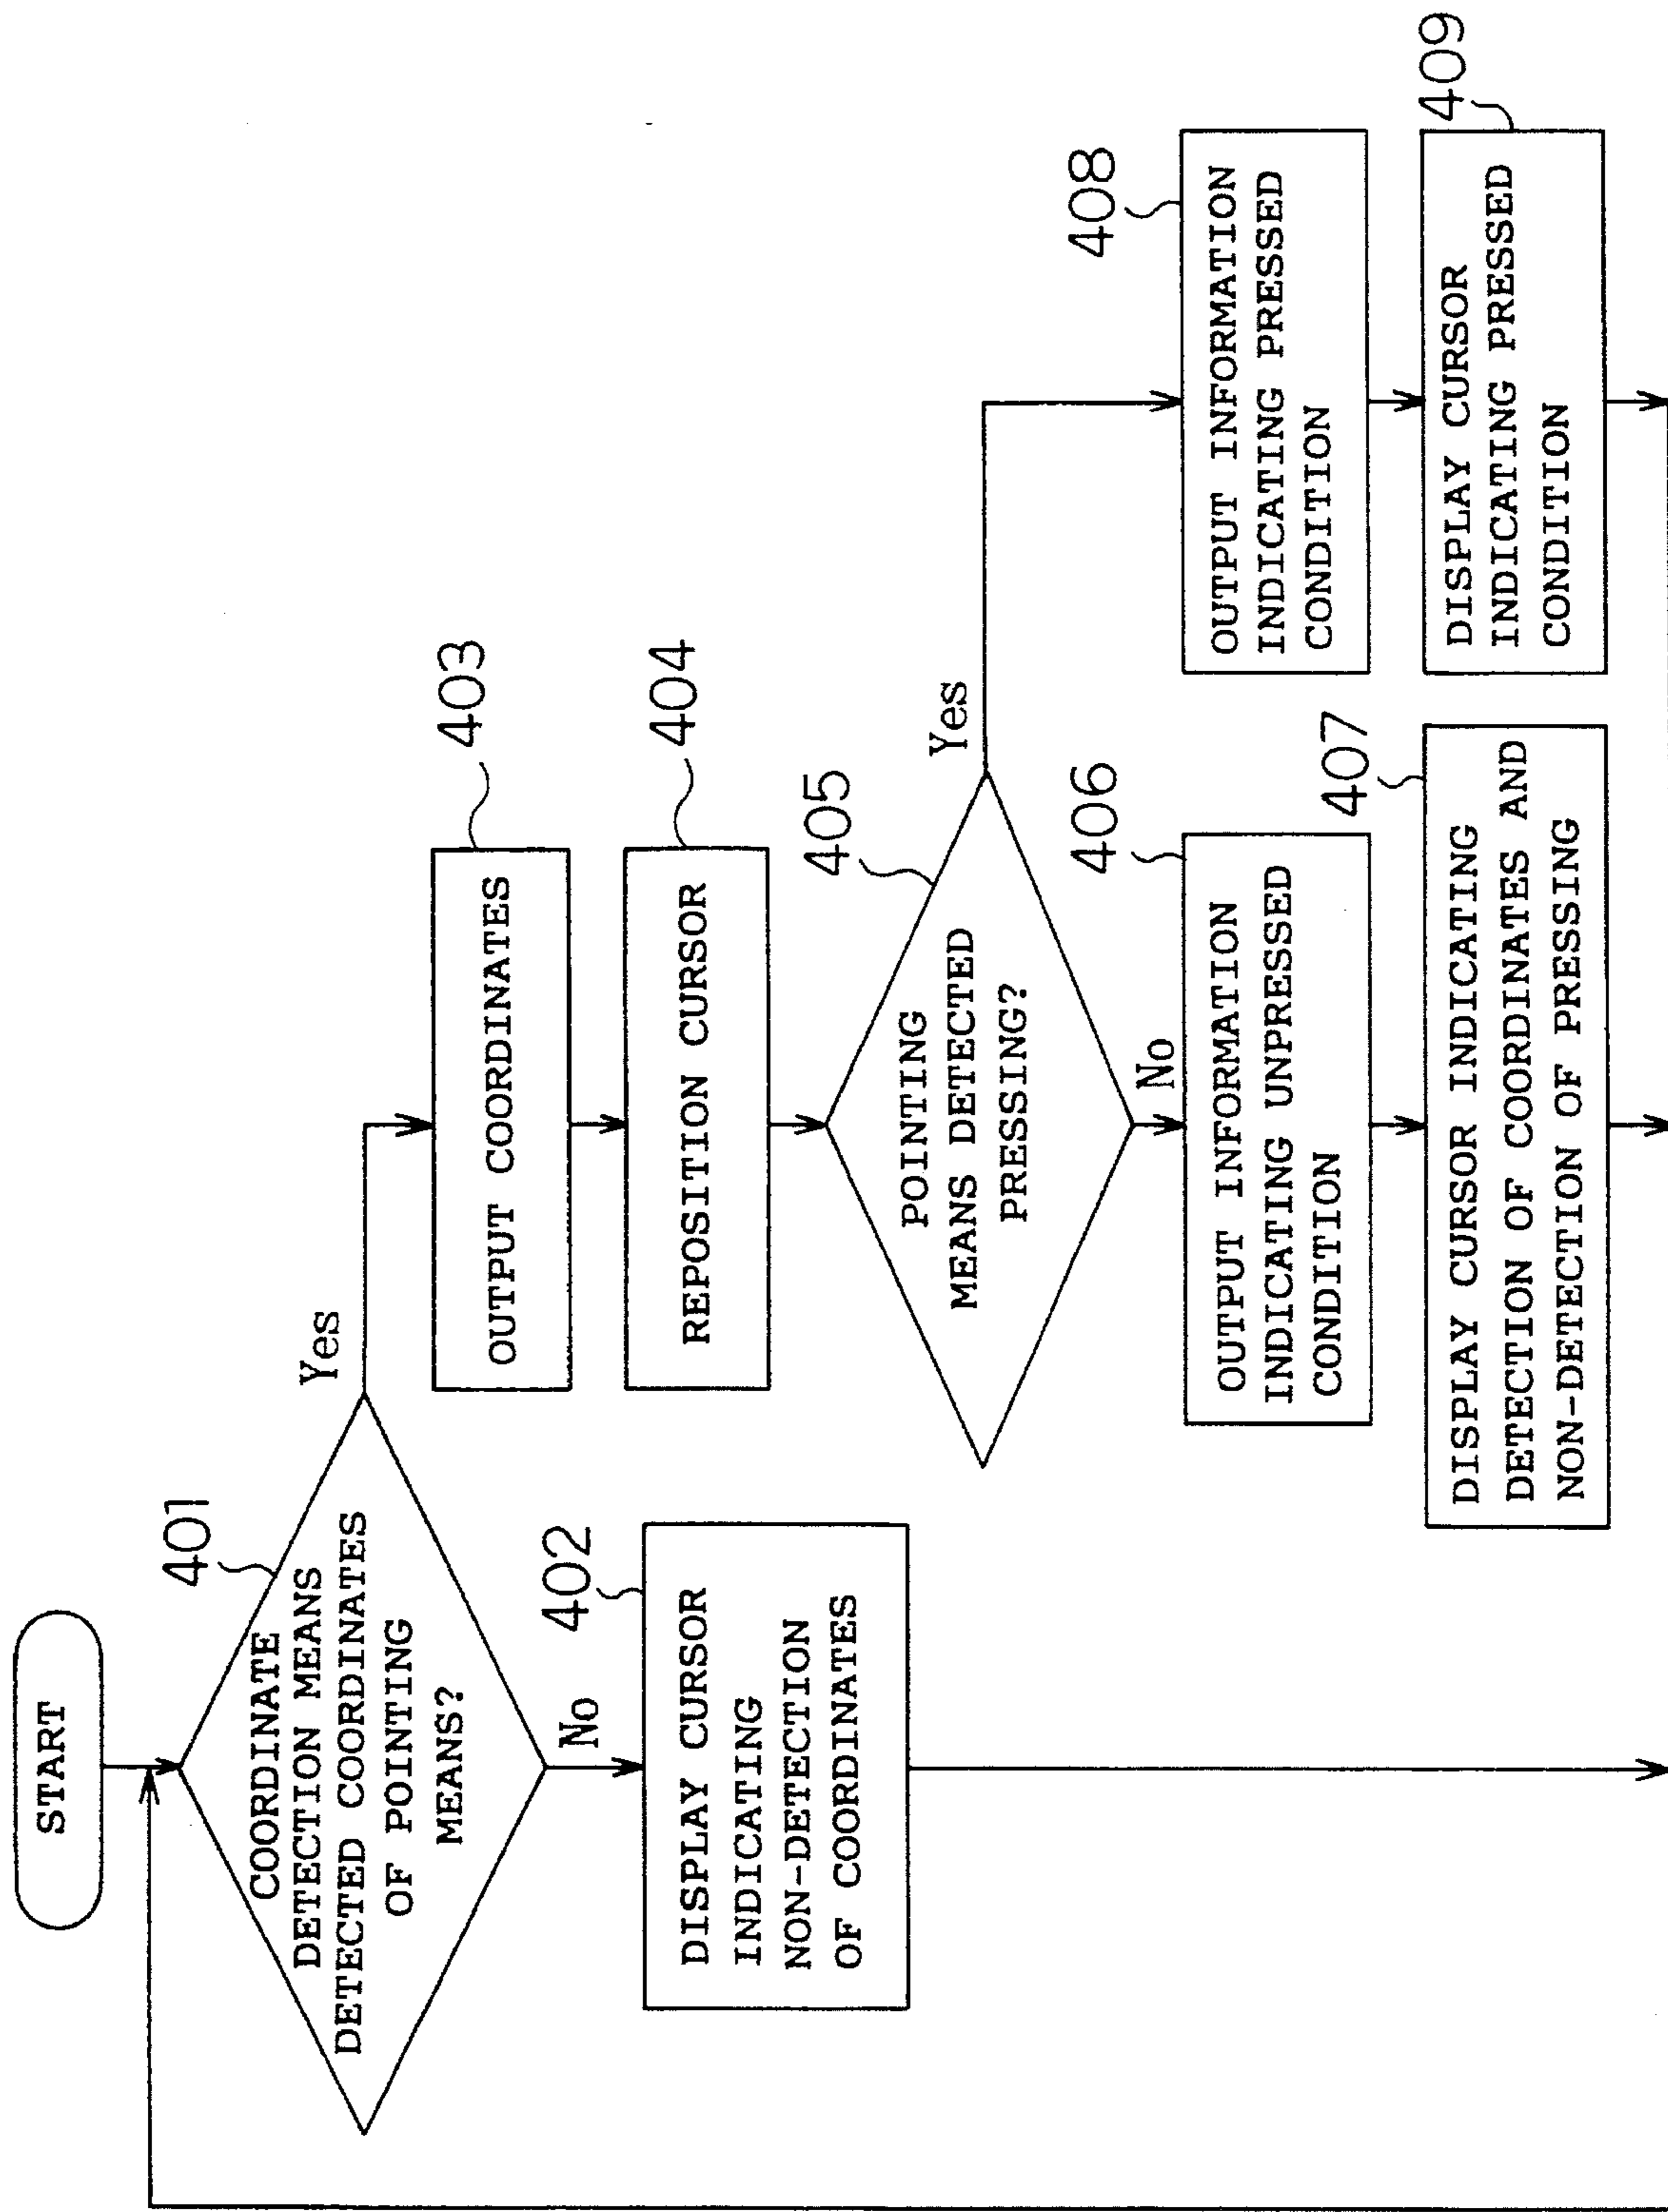 START
401
COORDINATE
DETECTION MEANS
DETECTED COORDINATES
OF POINTING
MEANS?
Yes
No
402
DISPLAY CURSOR
INDICATING
NON-DETECTION
OF COORDINATES
403
OUTPUT COORDINATES
404
REPOSITION CURSOR
405
POINTING
MEANS DETECTED
PRESSING?
Yes
No
406
OUTPUT INFORMATION
INDICATING UNPRESSED
CONDITION
407
DISPLAY CURSOR INDICATING
DETECTION OF COORDINATES AND
NON-DETECTION OF PRESSING
408
OUTPUT INFORMATION
INDICATING PRESSED
CONDITION
409
DISPLAY CURSOR
INDICATING PRESSED
CONDITION